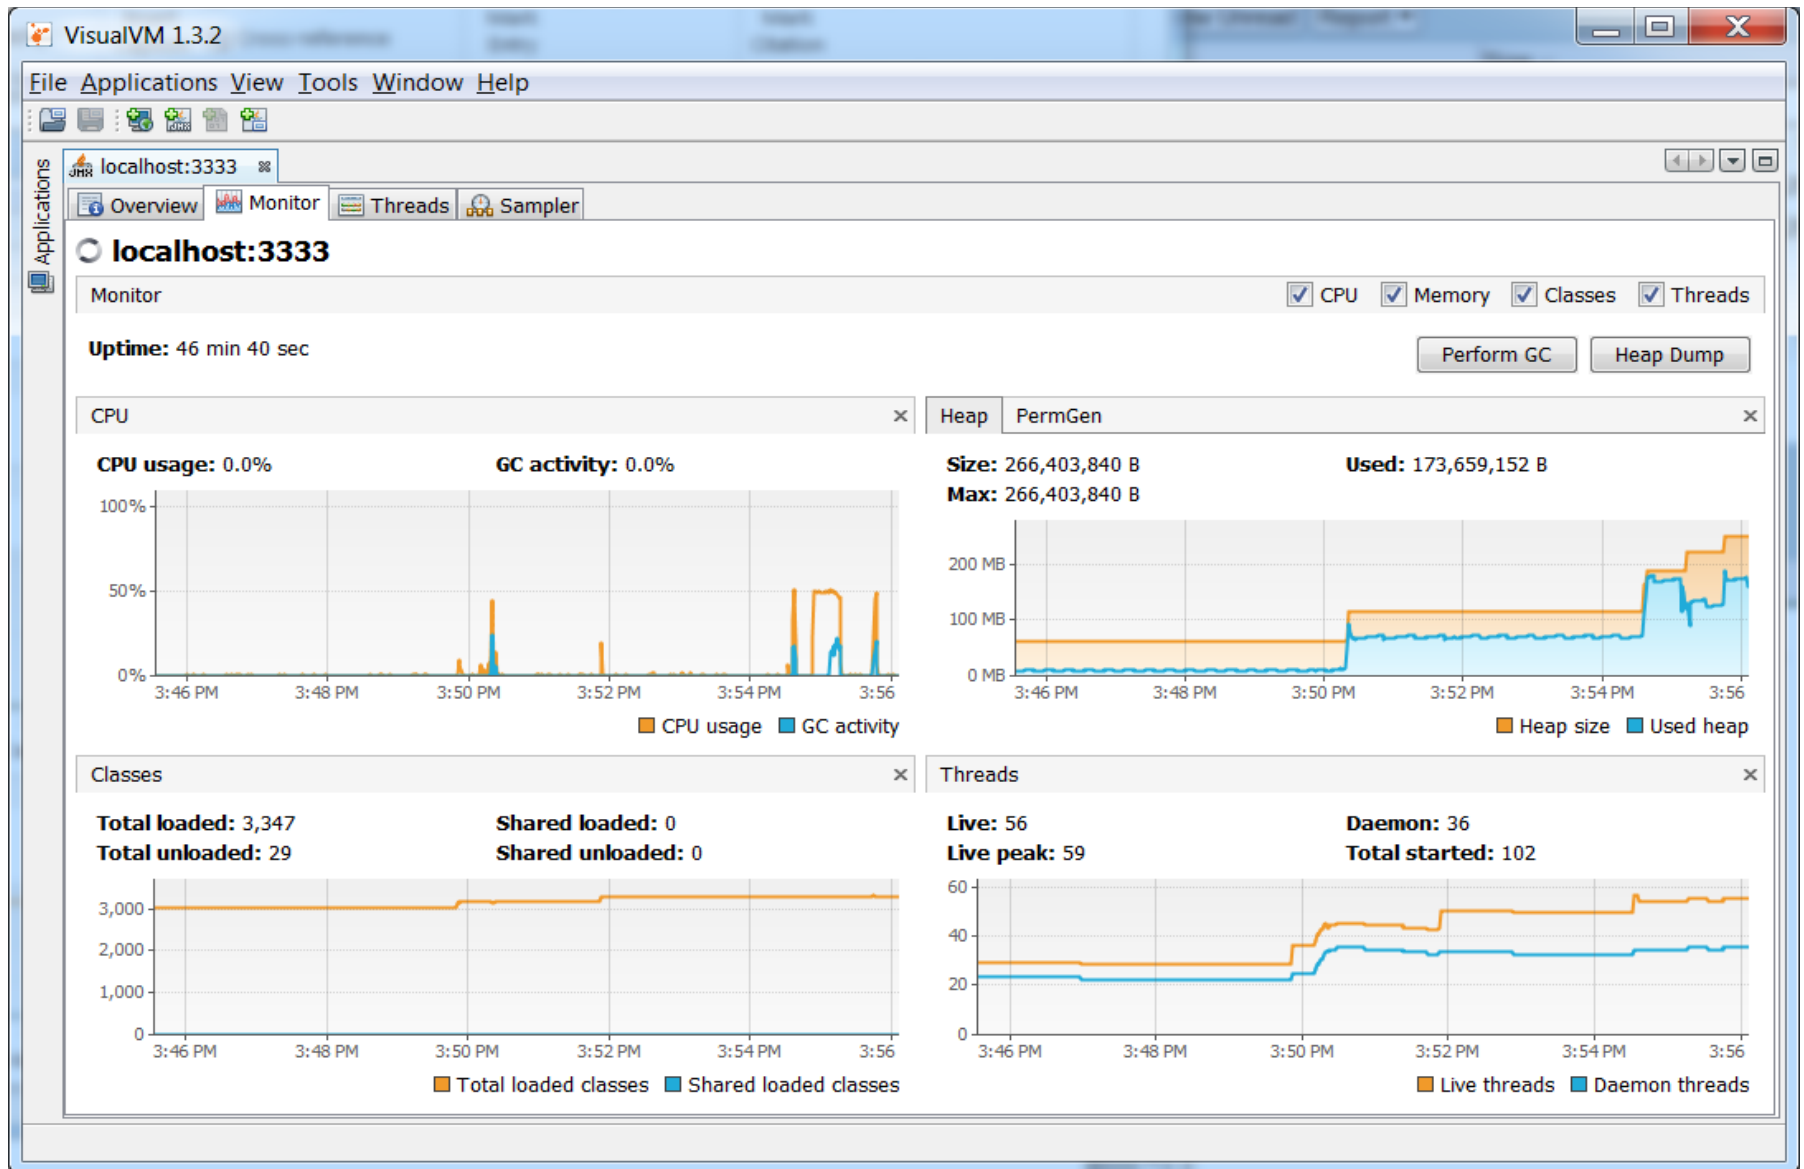 VisualVM 1.3.2
File Applications View Tools Window Help
Applications
localhost:3333
Overview Monitor Threads Sampler
localhost:3333
Monitor CPU Memory Classes Threads
Uptime: 46 min 40 sec Perform GC Heap Dump
CPU
CPU usage: 0.0% GC activity: 0.0%
100%
50%
0%
3:46 PM 3:48 PM 3:50 PM 3:52 PM 3:54 PM 3:56
CPU usage GC activity
Heap PermGen
Size: 266,403,840 B Used: 173,659,152 B
Max: 266,403,840 B
200 MB
100 MB
0 MB
3:46 PM 3:48 PM 3:50 PM 3:52 PM 3:54 PM 3:56
Heap size Used heap
Classes
Total loaded: 3,347 Shared loaded: 0
Total unloaded: 29 Shared unloaded: 0
3,000
2,000
1,000
0
3:46 PM 3:48 PM 3:50 PM 3:52 PM 3:54 PM 3:56
Total loaded classes Shared loaded classes
Threads
Live: 56 Daemon: 36
Live peak: 59 Total started: 102
60
40
20
0
3:46 PM 3:48 PM 3:50 PM 3:52 PM 3:54 PM 3:56
Live threads Daemon threads